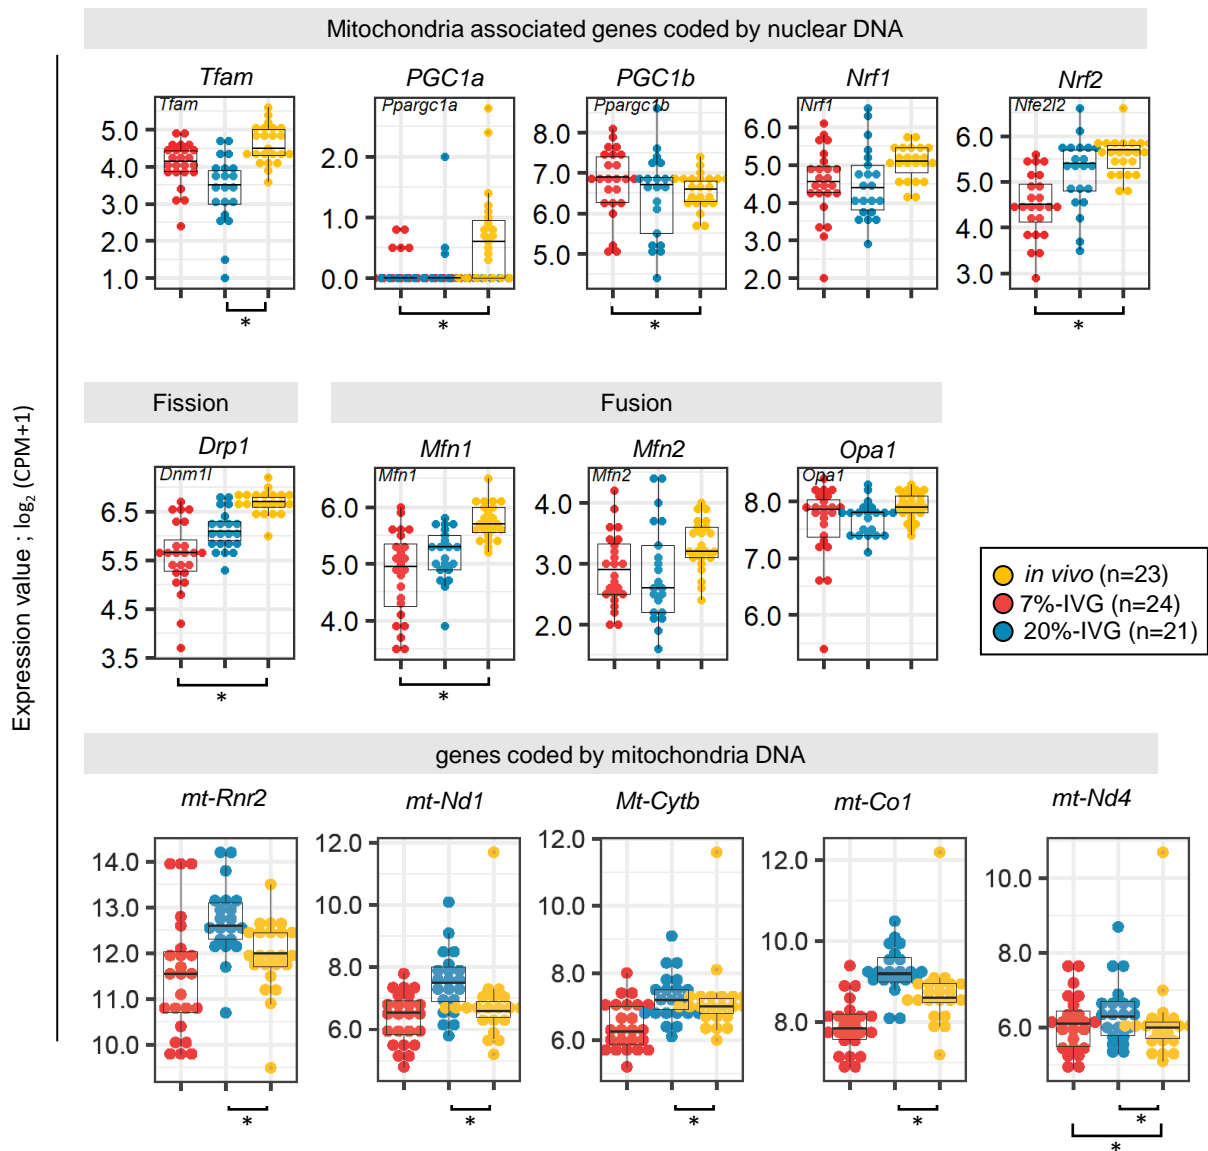 Mitochondria associated genes coded by nuclear DNA
Tfam
PGC1a
PGC1b
Nrf1
Nrf2
Tfam
Ppargc1a
Ppargc1b
Nrf1
Nfe2l2
5.0
4.0
3.0
2.0
1.0
2.0
1.0
0.0
8.0
7.0
6.0
5.0
6.0
5.0
4.0
3.0
2.0
6.0
5.0
4.0
3.0
*
*
*
*
Expression value ; log2 (CPM+1)
Fission
Fusion
Drp1
Mfn1
Mfn2
Opa1
Dnm1l
Mfn1
Mfn2
Opa1
6.5
5.5
4.5
3.5
6.0
5.0
4.0
4.0
3.0
2.0
8.0
7.0
6.0
*
*
in vivo (n=23)
7%-IVG (n=24)
20%-IVG (n=21)
genes coded by mitochondria DNA
mt-Rnr2
mt-Nd1
Mt-Cytb
mt-Co1
mt-Nd4
14.0
13.0
12.0
11.0
10.0
12.0
10.0
8.0
6.0
12.0
10.0
8.0
6.0
12.0
10.0
8.0
10.0
8.0
6.0
*
*
*
*
*
*